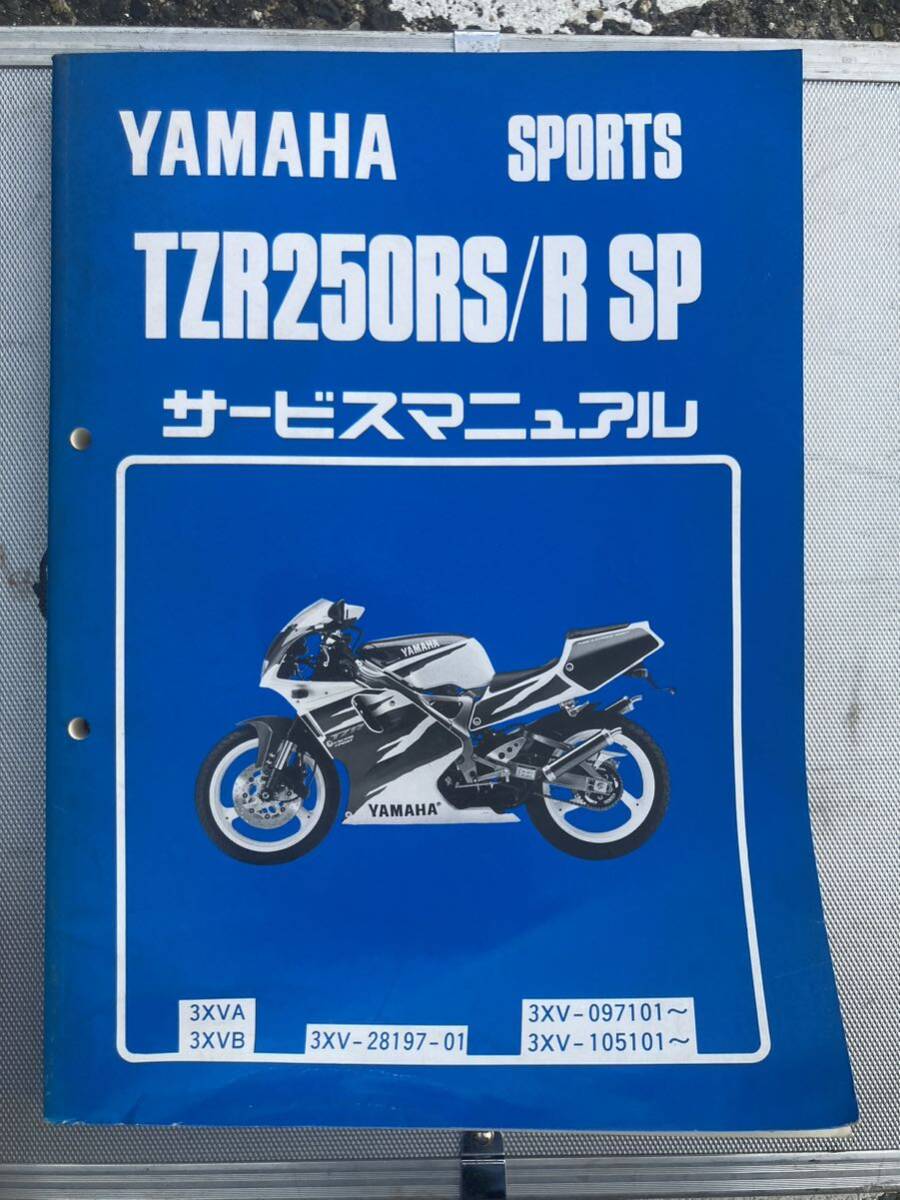 YAMAHA SPORTS
TZR250RS/R SP
サービスマニュアル
YAMAHA
YAMAHA
3XVA
3XVB
3XV-28197-01
3XV-097101～
3XV-105101～